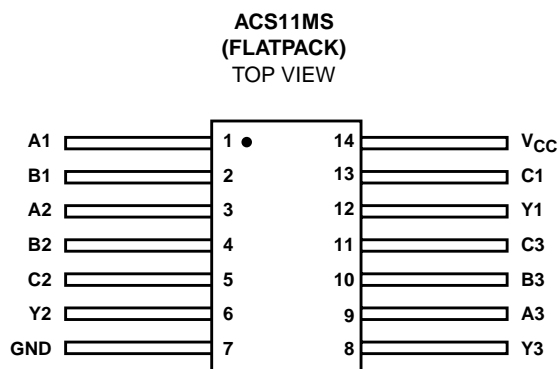 ACS11MS
(FLATPACK)
TOP VIEW
A1 1 14 VCC
B1 2 13 C1
A2 3 12 Y1
B2 4 11 C3
C2 5 10 B3
Y2 6 9 A3
GND 7 8 Y3